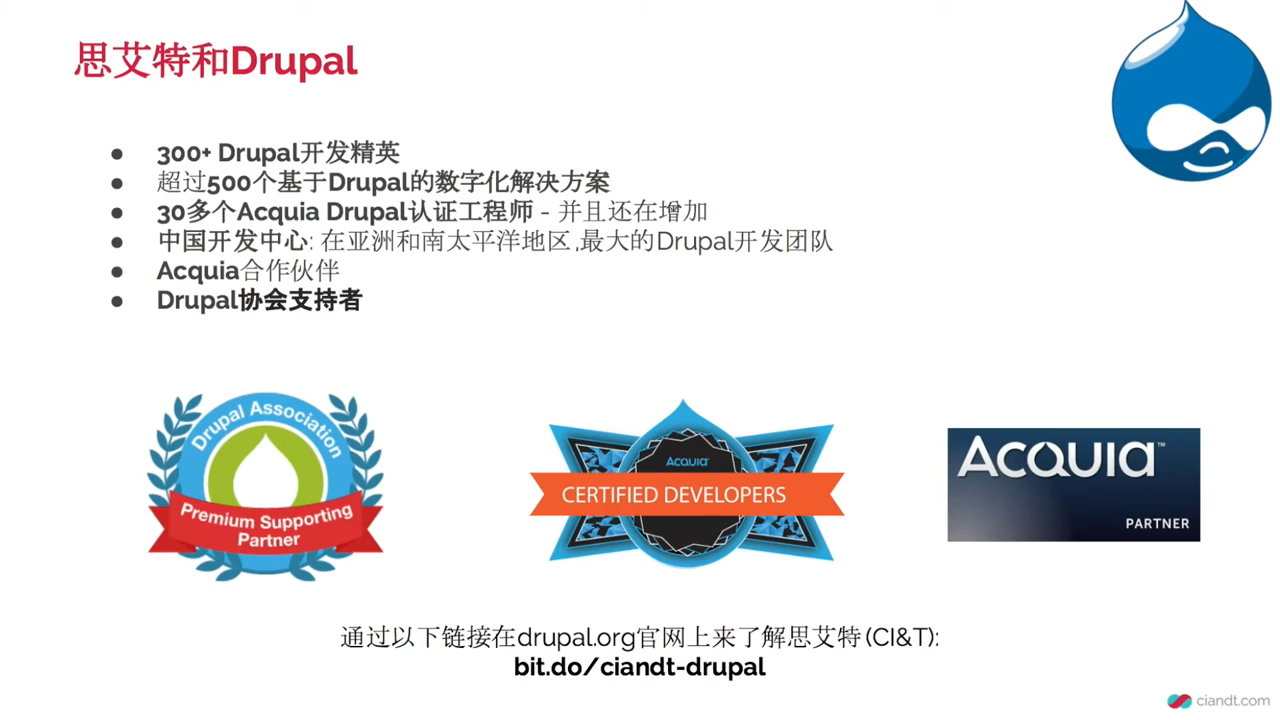 思艾特和Drupal
300+ Drupal开发精英
超过500个基于Drupal的数字化解决方案
30多个Acquia Drupal认证工程师 - 并且还在增加
中国开发中心: 在亚洲和南太平洋地区,最大的Drupal开发团队
Acquia合作伙伴
Drupal协会支持者
Drupal Association
Premium Supporting
Partner
ACQUIA
CERTIFIED DEVELOPERS
ACQUIA™
PARTNER
通过以下链接在drupal.org官网上来了解思艾特(CI&T):
bit.do/ciandt-drupal
ciandt.com